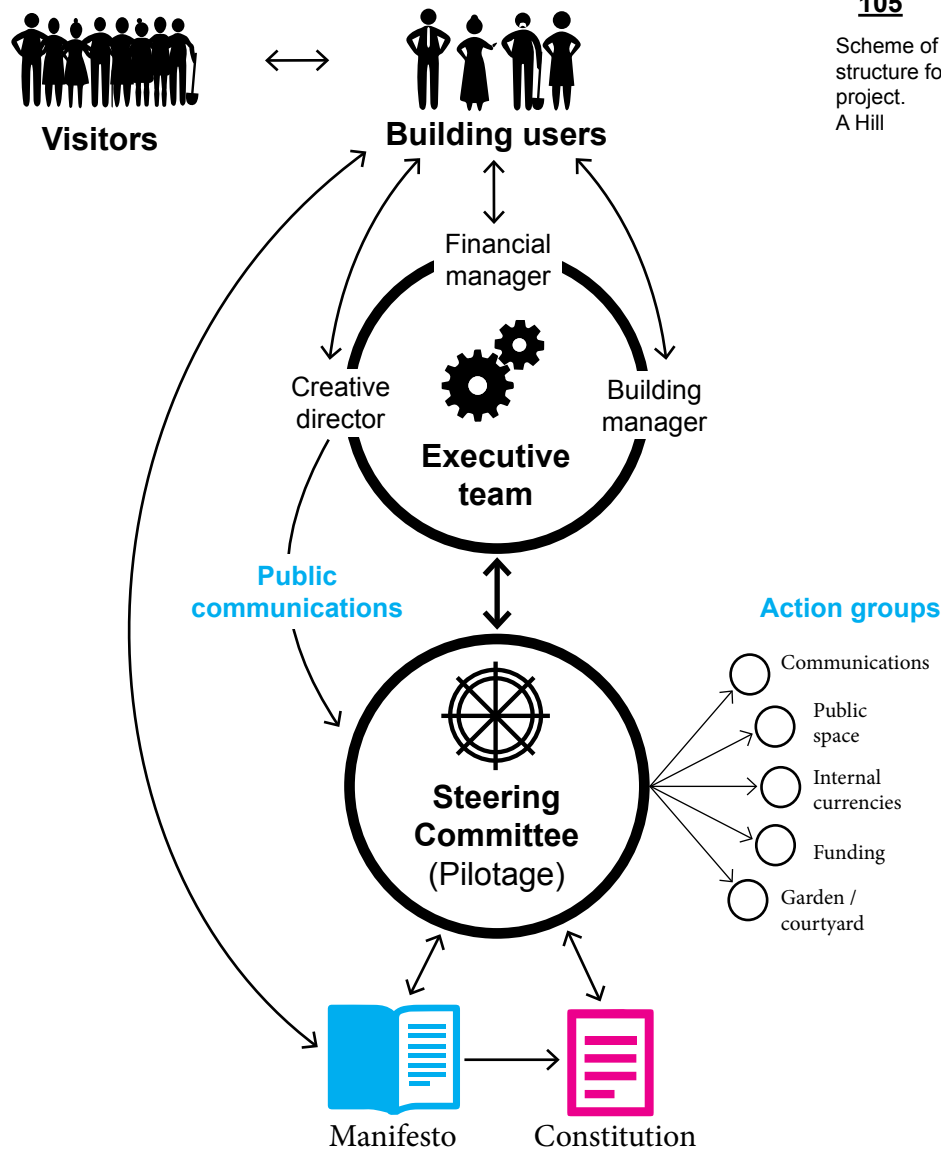 105
Scheme of
structure fo
project.
A Hill
Visitors
Building users
Financial
manager
Creative
director
Building
manager
Executive
team
Public
communications
Action groups
Communications
Public
space
Internal
currencies
Funding
Garden /
courtyard
Steering
Committee
(Pilotage)
Manifesto
Constitution